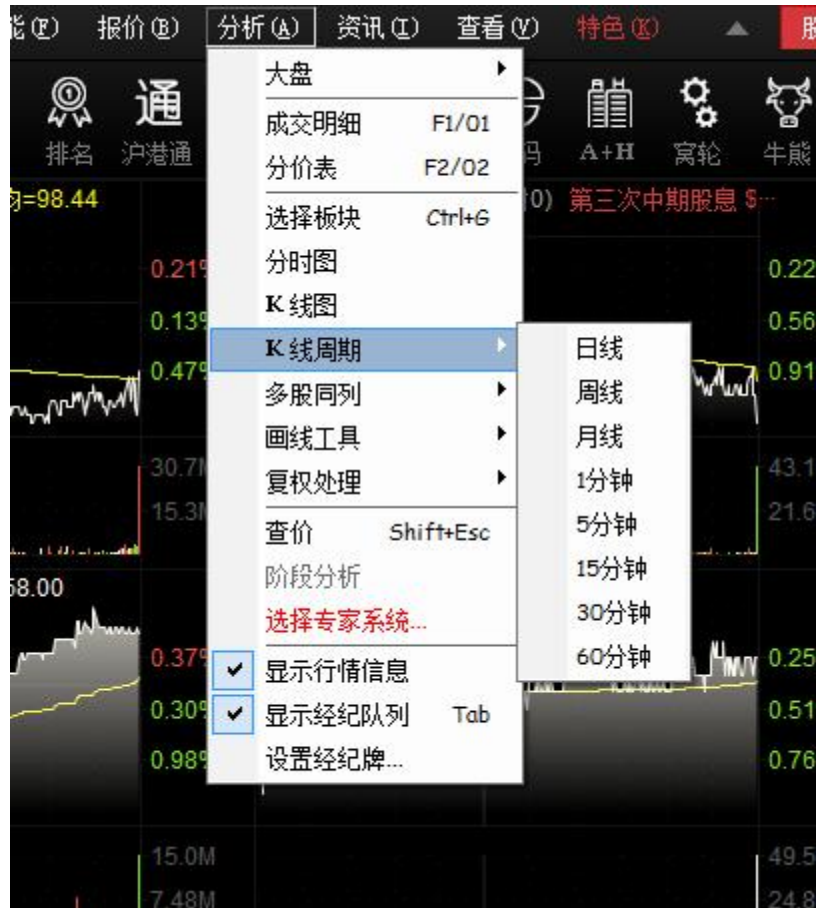 能(F) 报价(B) 分析(A) 资讯(I) 查看(V) 特色(K)
排名 沪港通 A+H 窝轮 牛熊
通
大盘
成交明细 F1/01
分价表 F2/02
选择板块 Ctrl+G
分时图
K线图
K线周期
多股同列
画线工具
复权处理
查价 Shift+Esc
阶段分析
选择专家系统...
显示行情信息
显示经纪队列 Tab
设置经纪牌...
日线
周线
月线
1分钟
5分钟
15分钟
30分钟
60分钟
均=98.44
第三次中期股息 $...
0.21%
0.13%
0.47%
30.7M
15.3M
58.00
0.37%
0.30%
0.98%
15.0M
7.48M
0.22
0.56
0.91
43.1
21.6
0.25
0.51
0.76
49.5
24.8